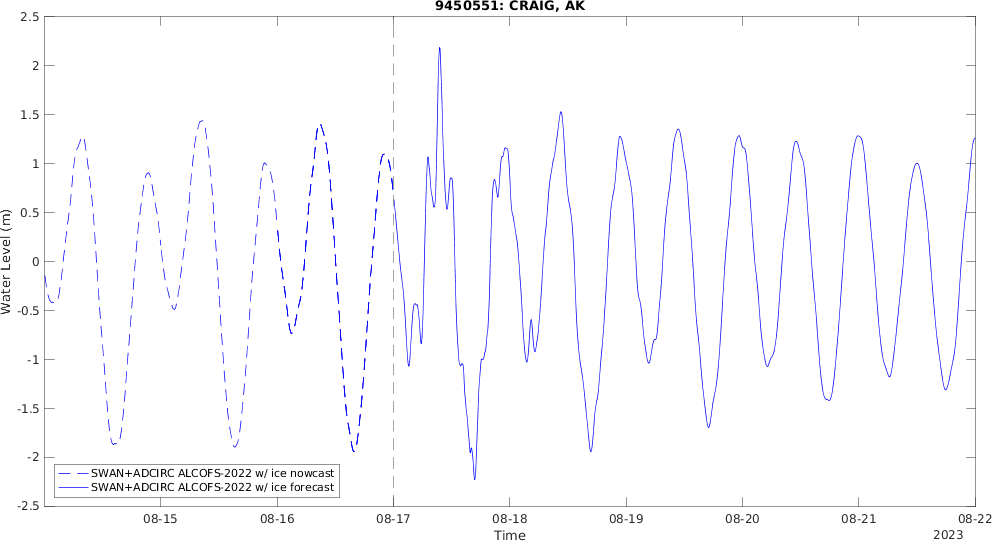 9450551: CRAIG, AK
2.5
2
1.5
1
0.5
0
-0.5
-1
-1.5
-2
-2.5
Water Level (m)
SWAN+ADCIRC ALCOFS-2022 w/ ice nowcast
SWAN+ADCIRC ALCOFS-2022 w/ ice forecast
08-15 08-16 08-17 08-18 08-19 08-20 08-21 08-22
Time
2023